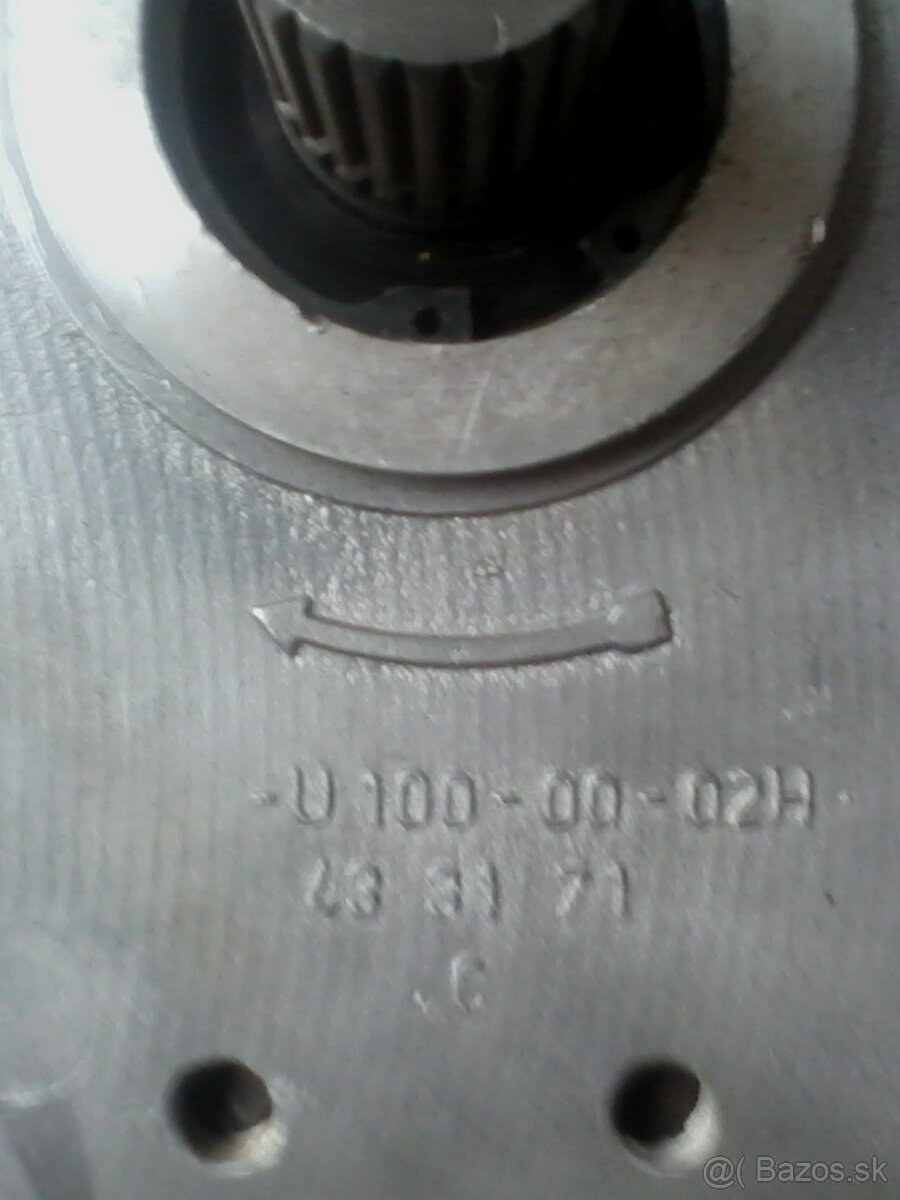 -U 100-00-02H
43 31 71
.C
@( Bazos.sk